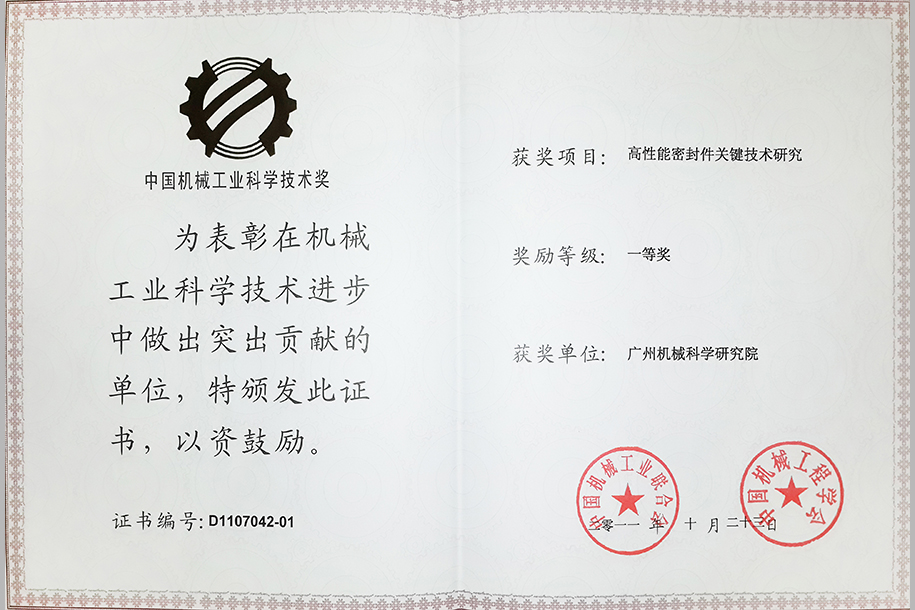 中国机械工业科学技术奖
为表彰在机械
工业科学技术进步
中做出突出贡献的
单位，特颁发此证
书，以资鼓励。
证书编号: D1107042-01
获奖项目: 高性能密封件关键技术研究
奖励等级: 一等奖
获奖单位: 广州机械科学研究院
中国机械工业联合会
中国机械工程学会
二零一一 年 十 月 二十三日